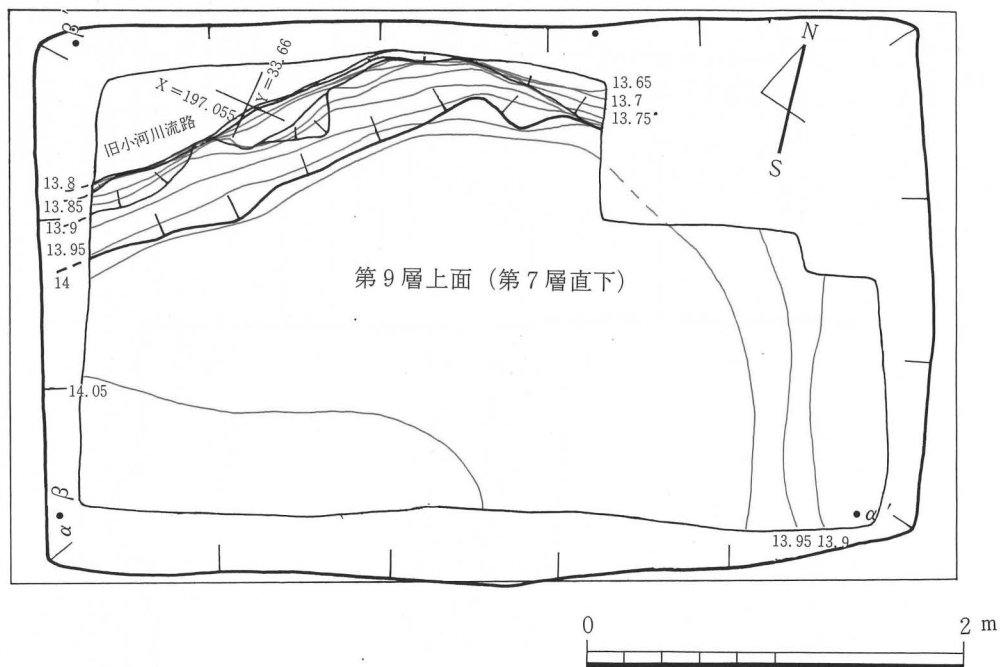 β′
N
S
X＝197.055
Y＝33.66
旧小河川流路
13.65
13.7
13.75
13.8
13.85
13.9
13.95
14
第9層上面（第7層直下）
14.05
β
α
α′
13.95 13.9
0 2 m